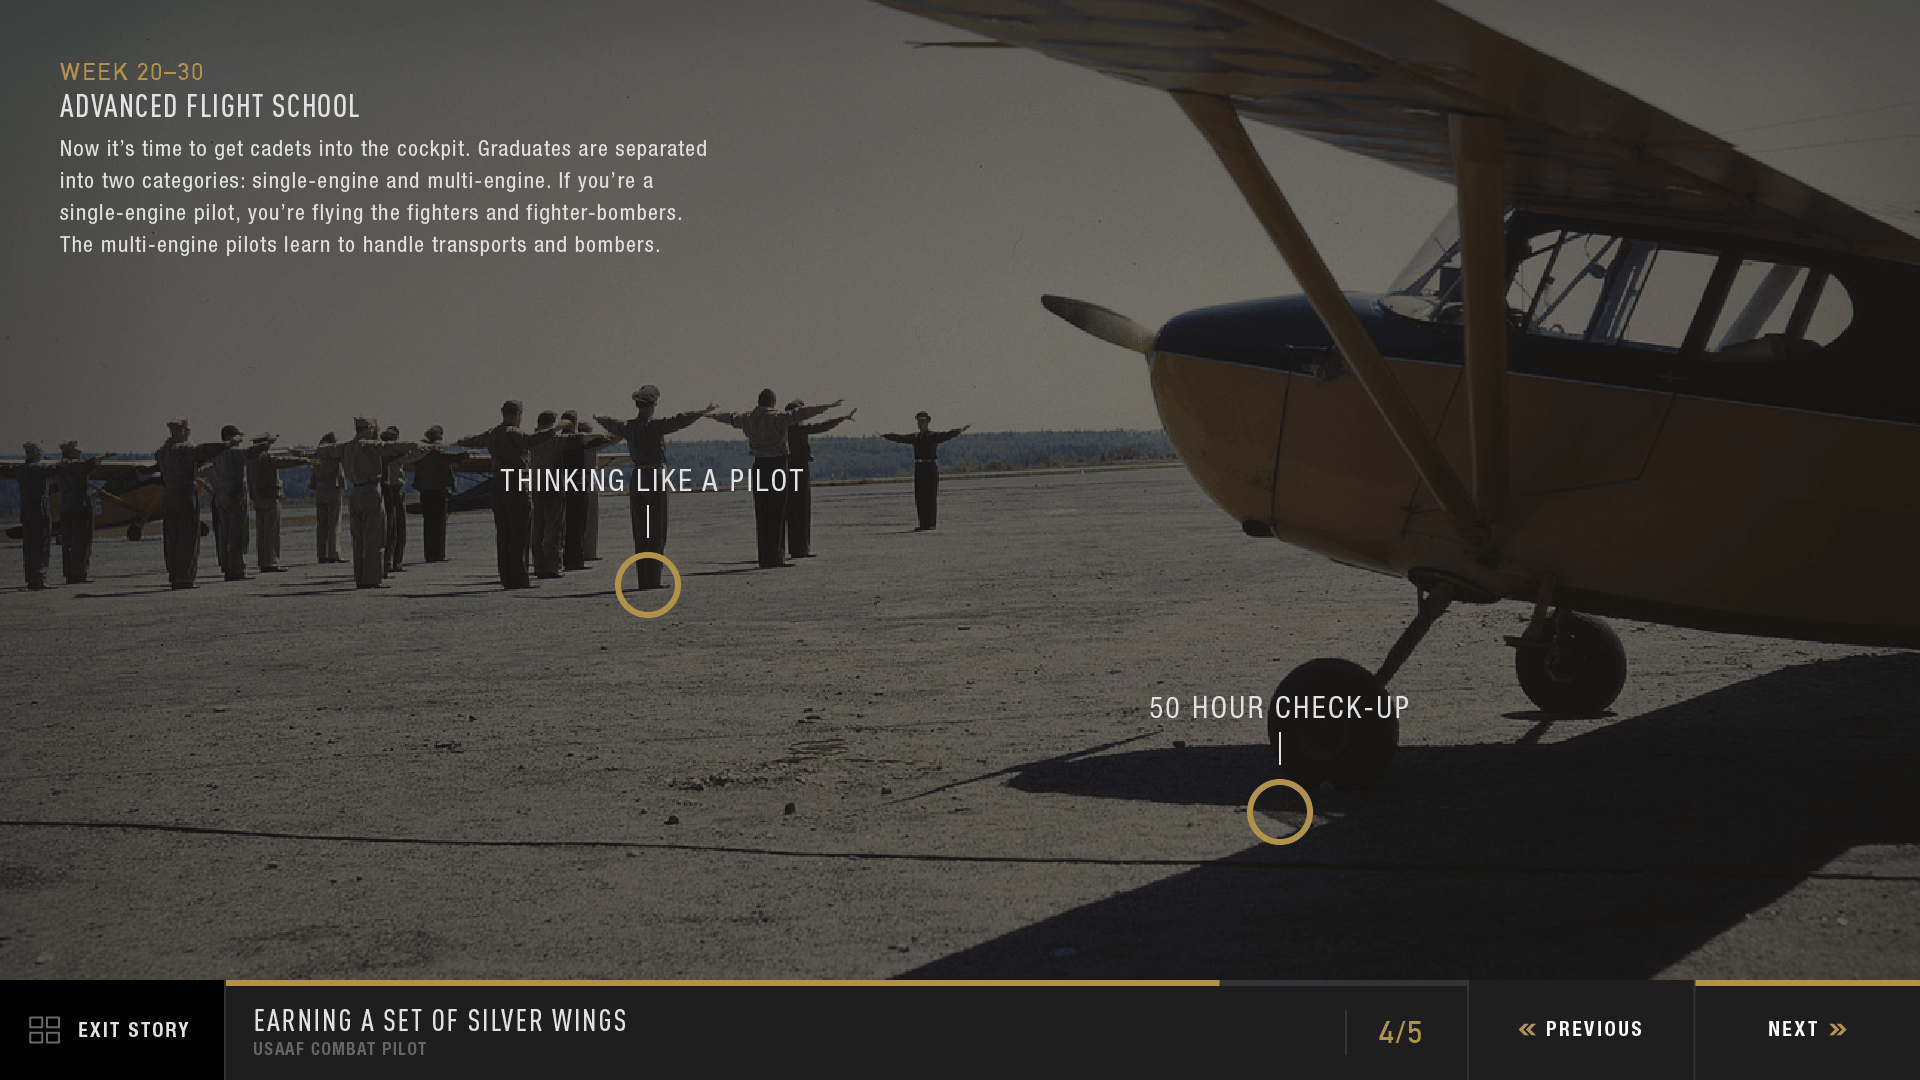 WEEK 20–30
ADVANCED FLIGHT SCHOOL
Now it’s time to get cadets into the cockpit. Graduates are separated
into two categories: single-engine and multi-engine. If you’re a
single-engine pilot, you’re flying the fighters and fighter-bombers.
The multi-engine pilots learn to handle transports and bombers.
THINKING LIKE A PILOT
50 HOUR CHECK-UP
EXIT STORY
EARNING A SET OF SILVER WINGS
USAAF COMBAT PILOT
4/5
« PREVIOUS
NEXT »